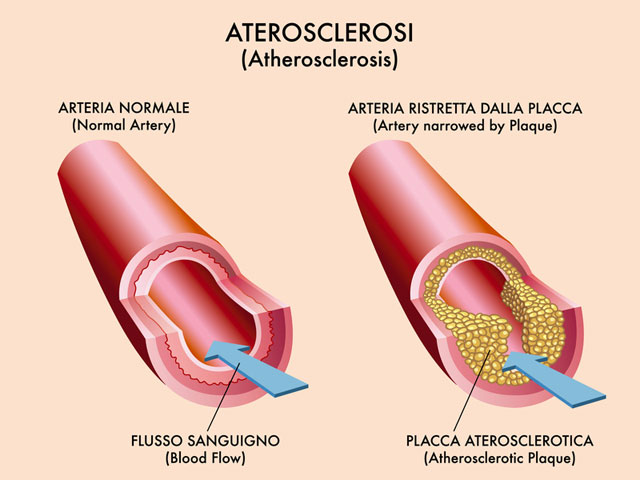 ATEROSCLEROSI
(Atherosclerosis)
ARTERIA NORMALE
(Normal Artery)
ARTERIA RISTRETTA DALLA PLACCA
(Artery narrowed by Plaque)
FLUSSO SANGUIGNO
(Blood Flow)
PLACCA ATEROSCLEROTICA
(Atherosclerotic Plaque)